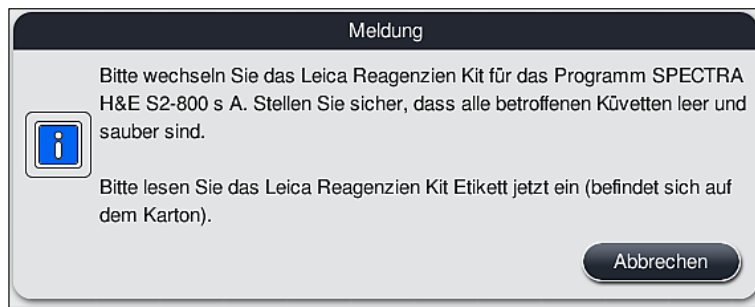 Meldung
Bitte wechseln Sie das Leica Reagenzien Kit für das Programm SPECTRA
H&E S2-800 s A. Stellen Sie sicher, dass alle betroffenen Küvetten leer und
sauber sind.
Bitte lesen Sie das Leica Reagenzien Kit Etikett jetzt ein (befindet sich auf
dem Karton).
Abbrechen